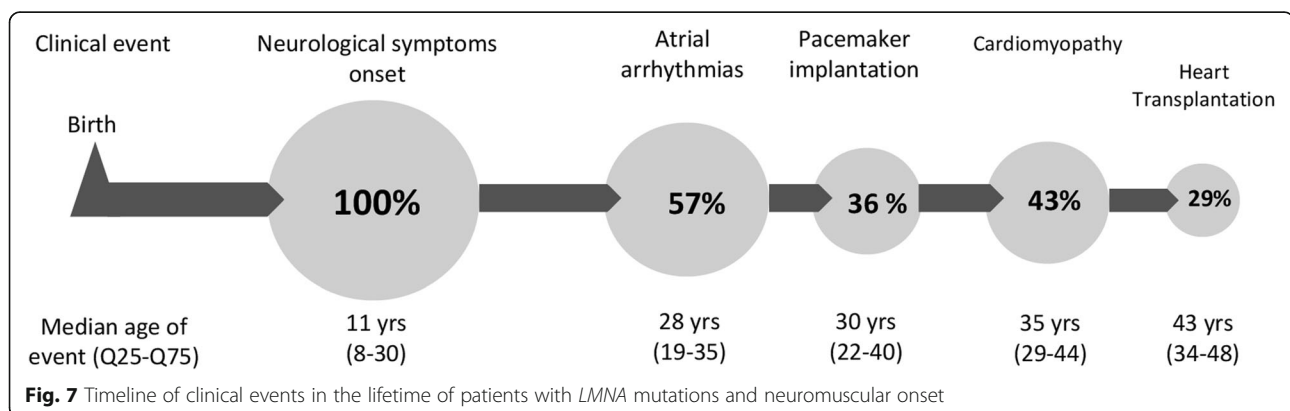 Clinical event
Neurological symptoms
onset
Atrial
arrhythmias
Pacemaker
implantation
Cardiomyopathy
Heart
Transplantation
Birth
100%
57%
36 %
43%
29%
Median age of
event (Q25-Q75)
11 yrs
(8-30)
28 yrs
(19-35)
30 yrs
(22-40)
35 yrs
(29-44)
43 yrs
(34-48)
Fig. 7 Timeline of clinical events in the lifetime of patients with LMNA mutations and neuromuscular onset